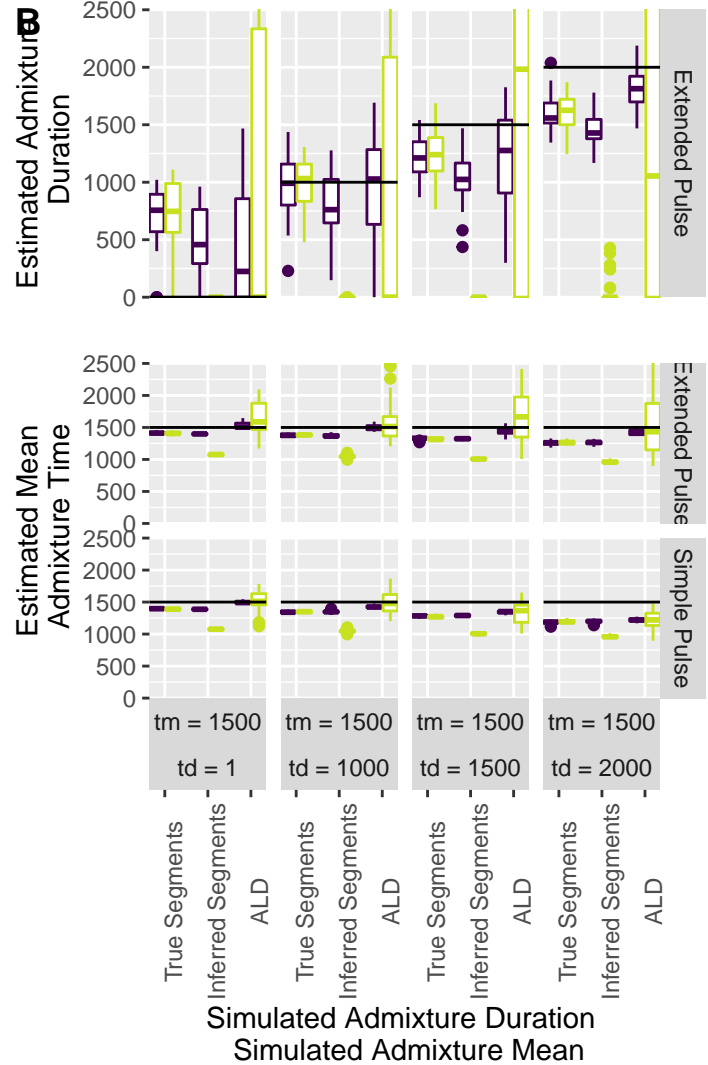 B
Estimated Admixture
Duration
2500
2000
1500
1000
500
0
Extended Pulse
Estimated Mean
Admixture Time
2500
2000
1500
1000
500
0
Extended Pulse
2500
2000
1500
1000
500
0
Simple Pulse
tm = 1500 tm = 1500 tm = 1500 tm = 1500
td = 1 td = 1000 td = 1500 td = 2000
True Segments
Inferred Segments
ALD
True Segments
Inferred Segments
ALD
True Segments
Inferred Segments
ALD
True Segments
Inferred Segments
ALD
Simulated Admixture Duration
Simulated Admixture Mean